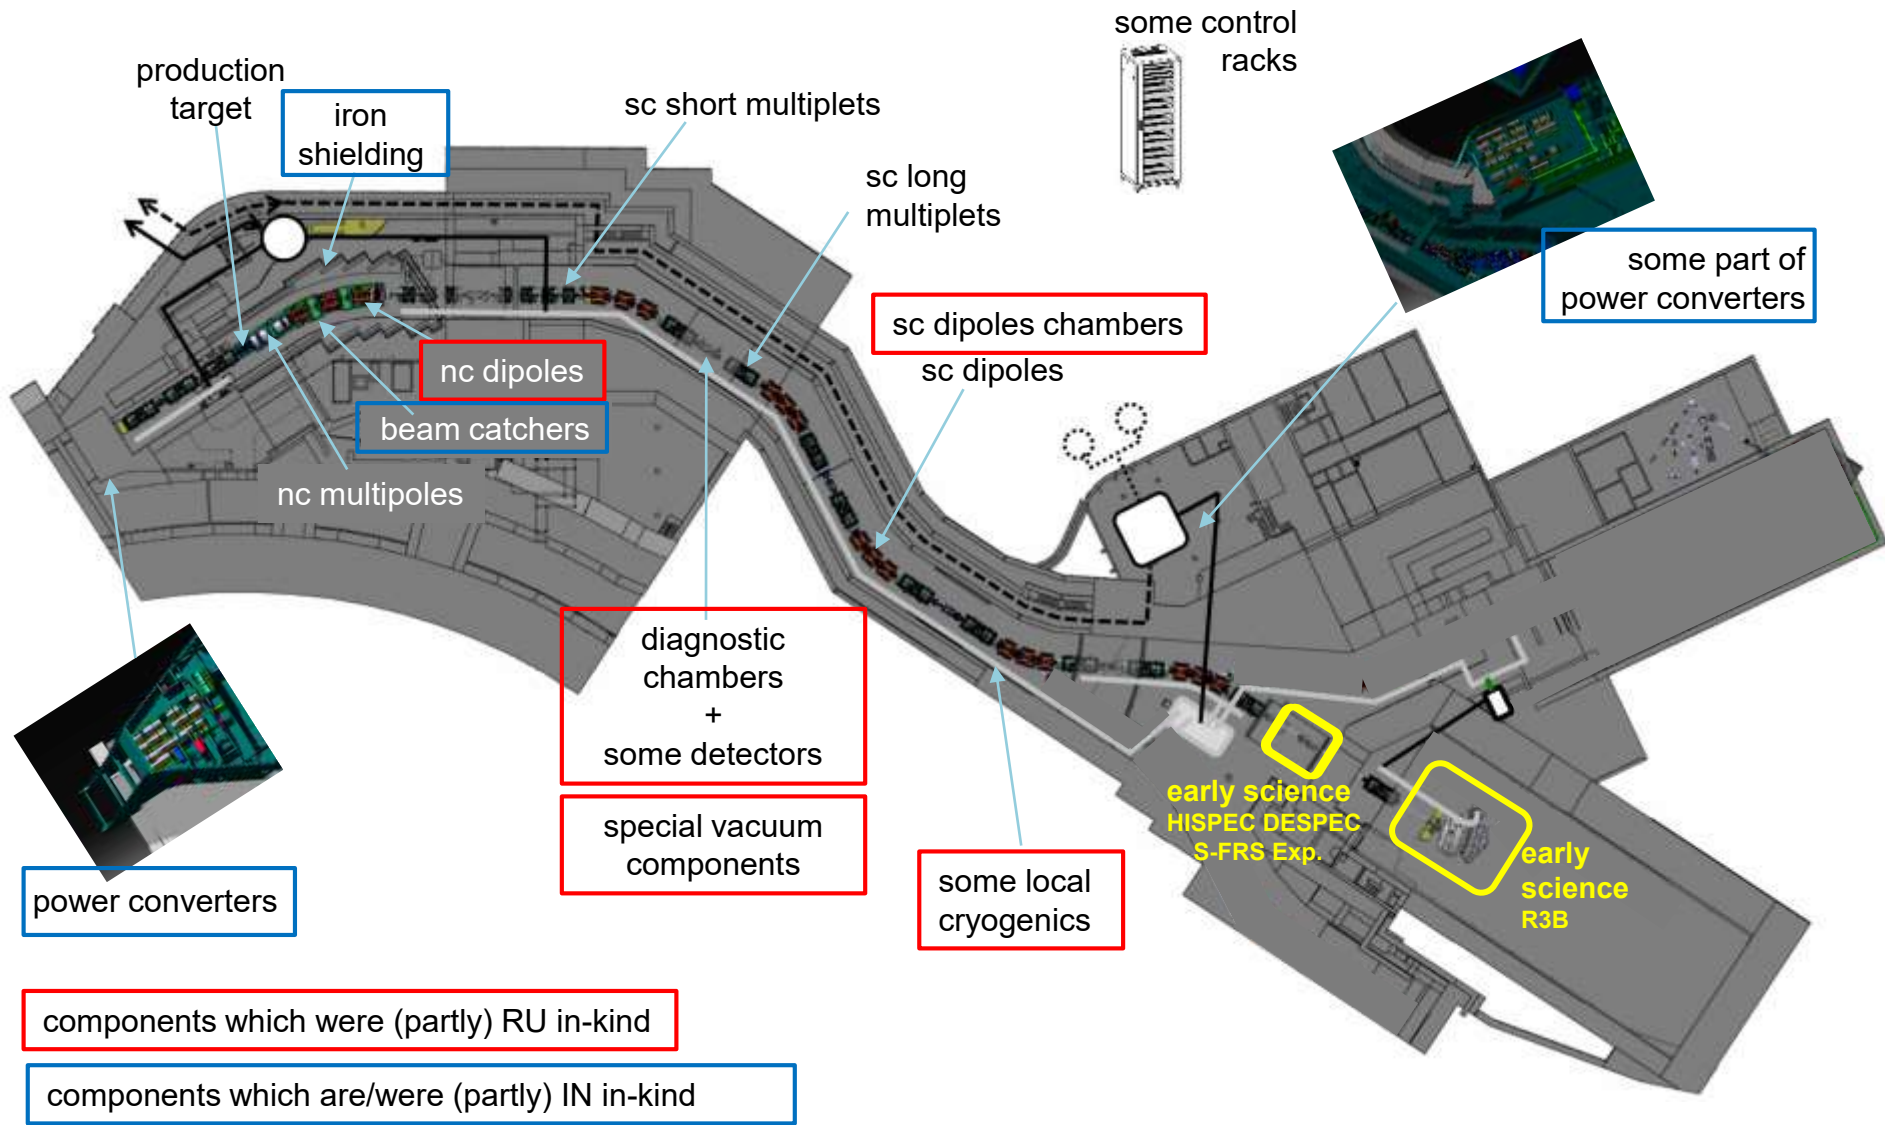 some control
racks
production
target
iron
shielding
sc short multiplets
sc long
multiplets
some part of
power converters
sc dipoles chambers
sc dipoles
nc dipoles
beam catchers
nc multipoles
diagnostic
chambers
+
some detectors
special vacuum
components
early science
HISPEC DESPEC
S-FRS Exp.
early
science
R3B
some local
cryogenics
power converters
components which were (partly) RU in-kind
components which are/were (partly) IN in-kind